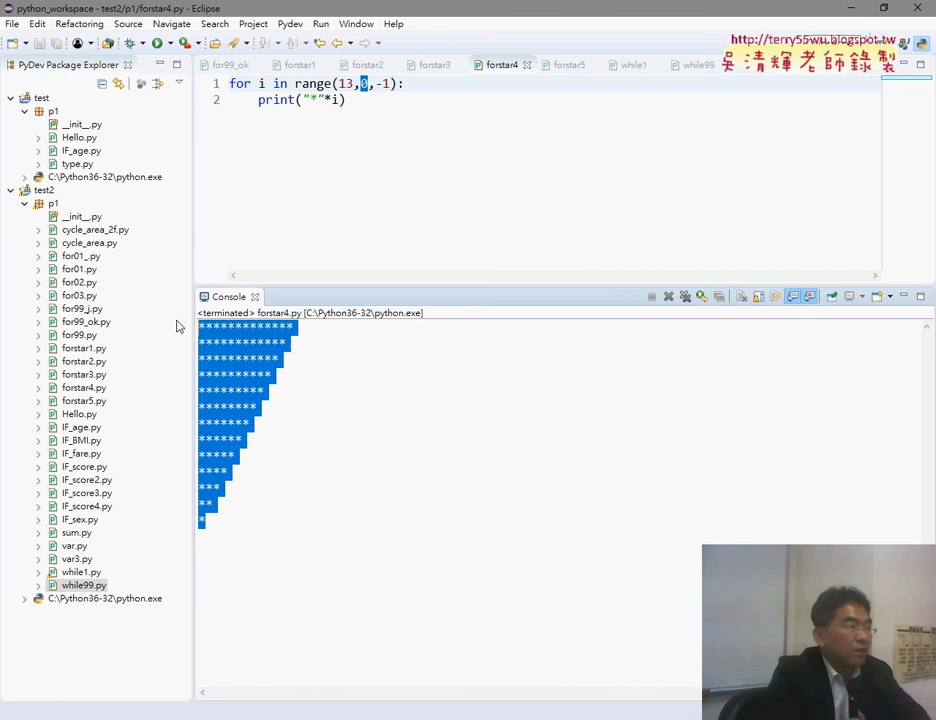 python_workspace - test2/p1/forstar4.py - Eclipse
File Edit Refactoring Source Navigate Search Project Pydev Run Window Help
http://terry55wu.blogspot.tw
吳清輝老師錄製
PyDev Package Explorer
for99_ok forstar1 forstar2 forstar3 forstar4 forstar5 while1 while99
1 for i in range(13,0,-1):
2 print("*"*i)
test
p1
__init__.py
Hello.py
IF_age.py
type.py
C:\Python36-32\python.exe
test2
p1
__init__.py
cycle_area_2f.py
cycle_area.py
for01_.py
for01.py
for02.py
for03.py
for99_j.py
for99_ok.py
for99.py
forstar1.py
forstar2.py
forstar3.py
forstar4.py
forstar5.py
Hello.py
IF_age.py
IF_BMI.py
IF_fare.py
IF_score.py
IF_score2.py
IF_score3.py
IF_score4.py
IF_sex.py
sum.py
var.py
var3.py
while1.py
while99.py
C:\Python36-32\python.exe
Console
<terminated> forstar4.py [C:\Python36-32\python.exe]
*************
************
***********
**********
*********
********
*******
******
*****
****
***
**
*